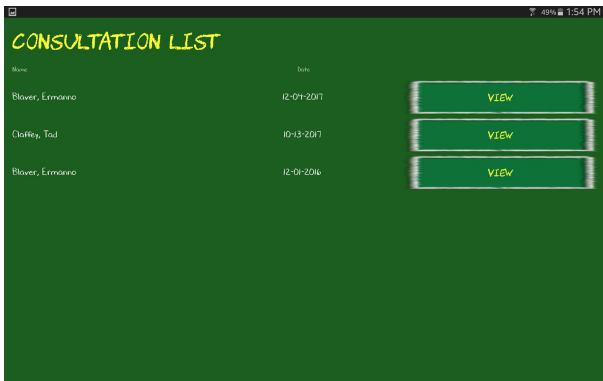 49% 1:54 PM
CONSULTATION LIST
Name Date
Blaver, Ermanno 12-04-2017 VIEW
Claffey, Tad 10-13-2017 VIEW
Blaver, Ermanno 12-01-2016 VIEW